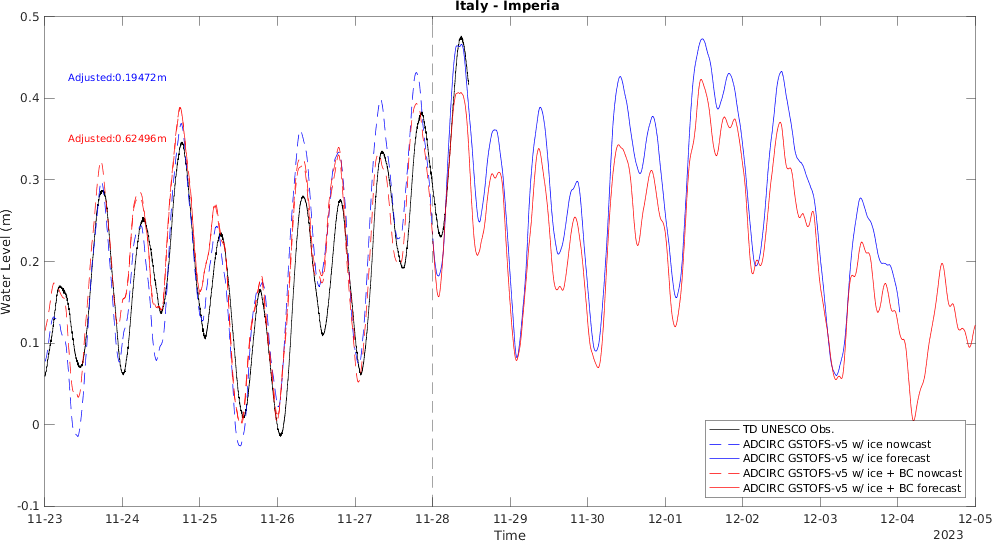 Italy - Imperia
0.5
0.4
0.3
0.2
0.1
0
-0.1
Water Level (m)
Adjusted:0.19472m
Adjusted:0.62496m
TD UNESCO Obs.
ADCIRC GSTOFS-v5 w/ ice nowcast
ADCIRC GSTOFS-v5 w/ ice forecast
ADCIRC GSTOFS-v5 w/ ice + BC nowcast
ADCIRC GSTOFS-v5 w/ ice + BC forecast
11-23 11-24 11-25 11-26 11-27 11-28 11-29 11-30 12-01 12-02 12-03 12-04 12-05
Time 2023